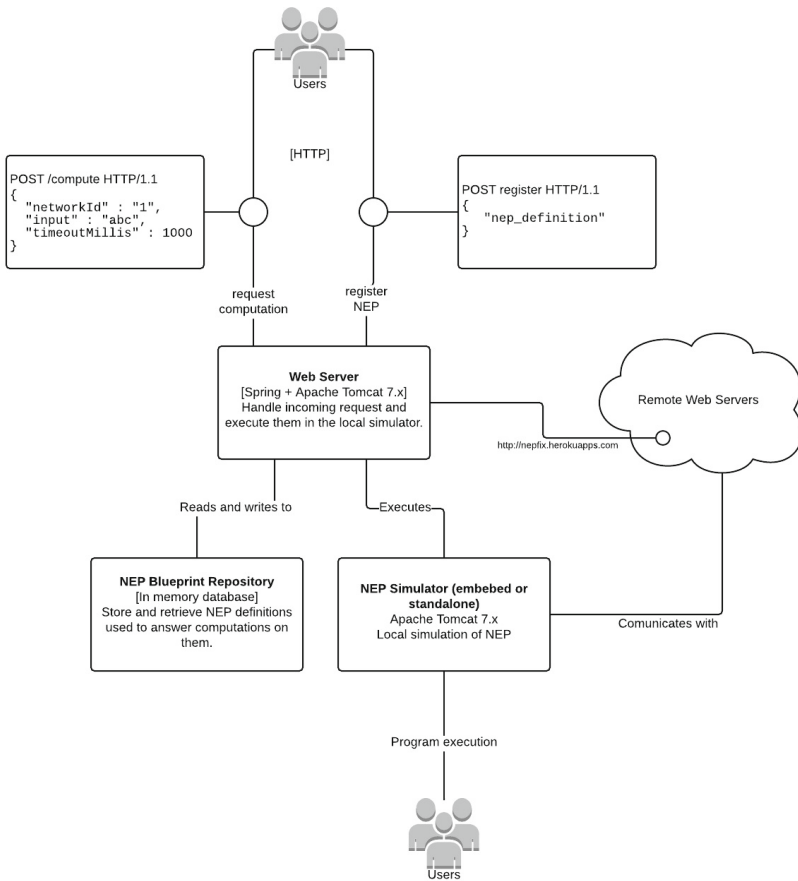 Users
[HTTP]
POST /compute HTTP/1.1
{
"networkId" : "1",
"input" : "abc",
"timeoutMillis" : 1000
}
POST register HTTP/1.1
{
"nep_definition"
}
request
computation
register
NEP
Web Server
[Spring + Apache Tomcat 7.x]
Handle incoming request and
execute them in the local simulator.
Remote Web Servers
http://nepfix.herokuapps.com
Reads and writes to
Executes
NEP Blueprint Repository
[In memory database]
Store and retrieve NEP definitions
used to answer computations on
them.
NEP Simulator (embebed or
standalone)
Apache Tomcat 7.x
Local simulation of NEP
Comunicates with
Program execution
Users